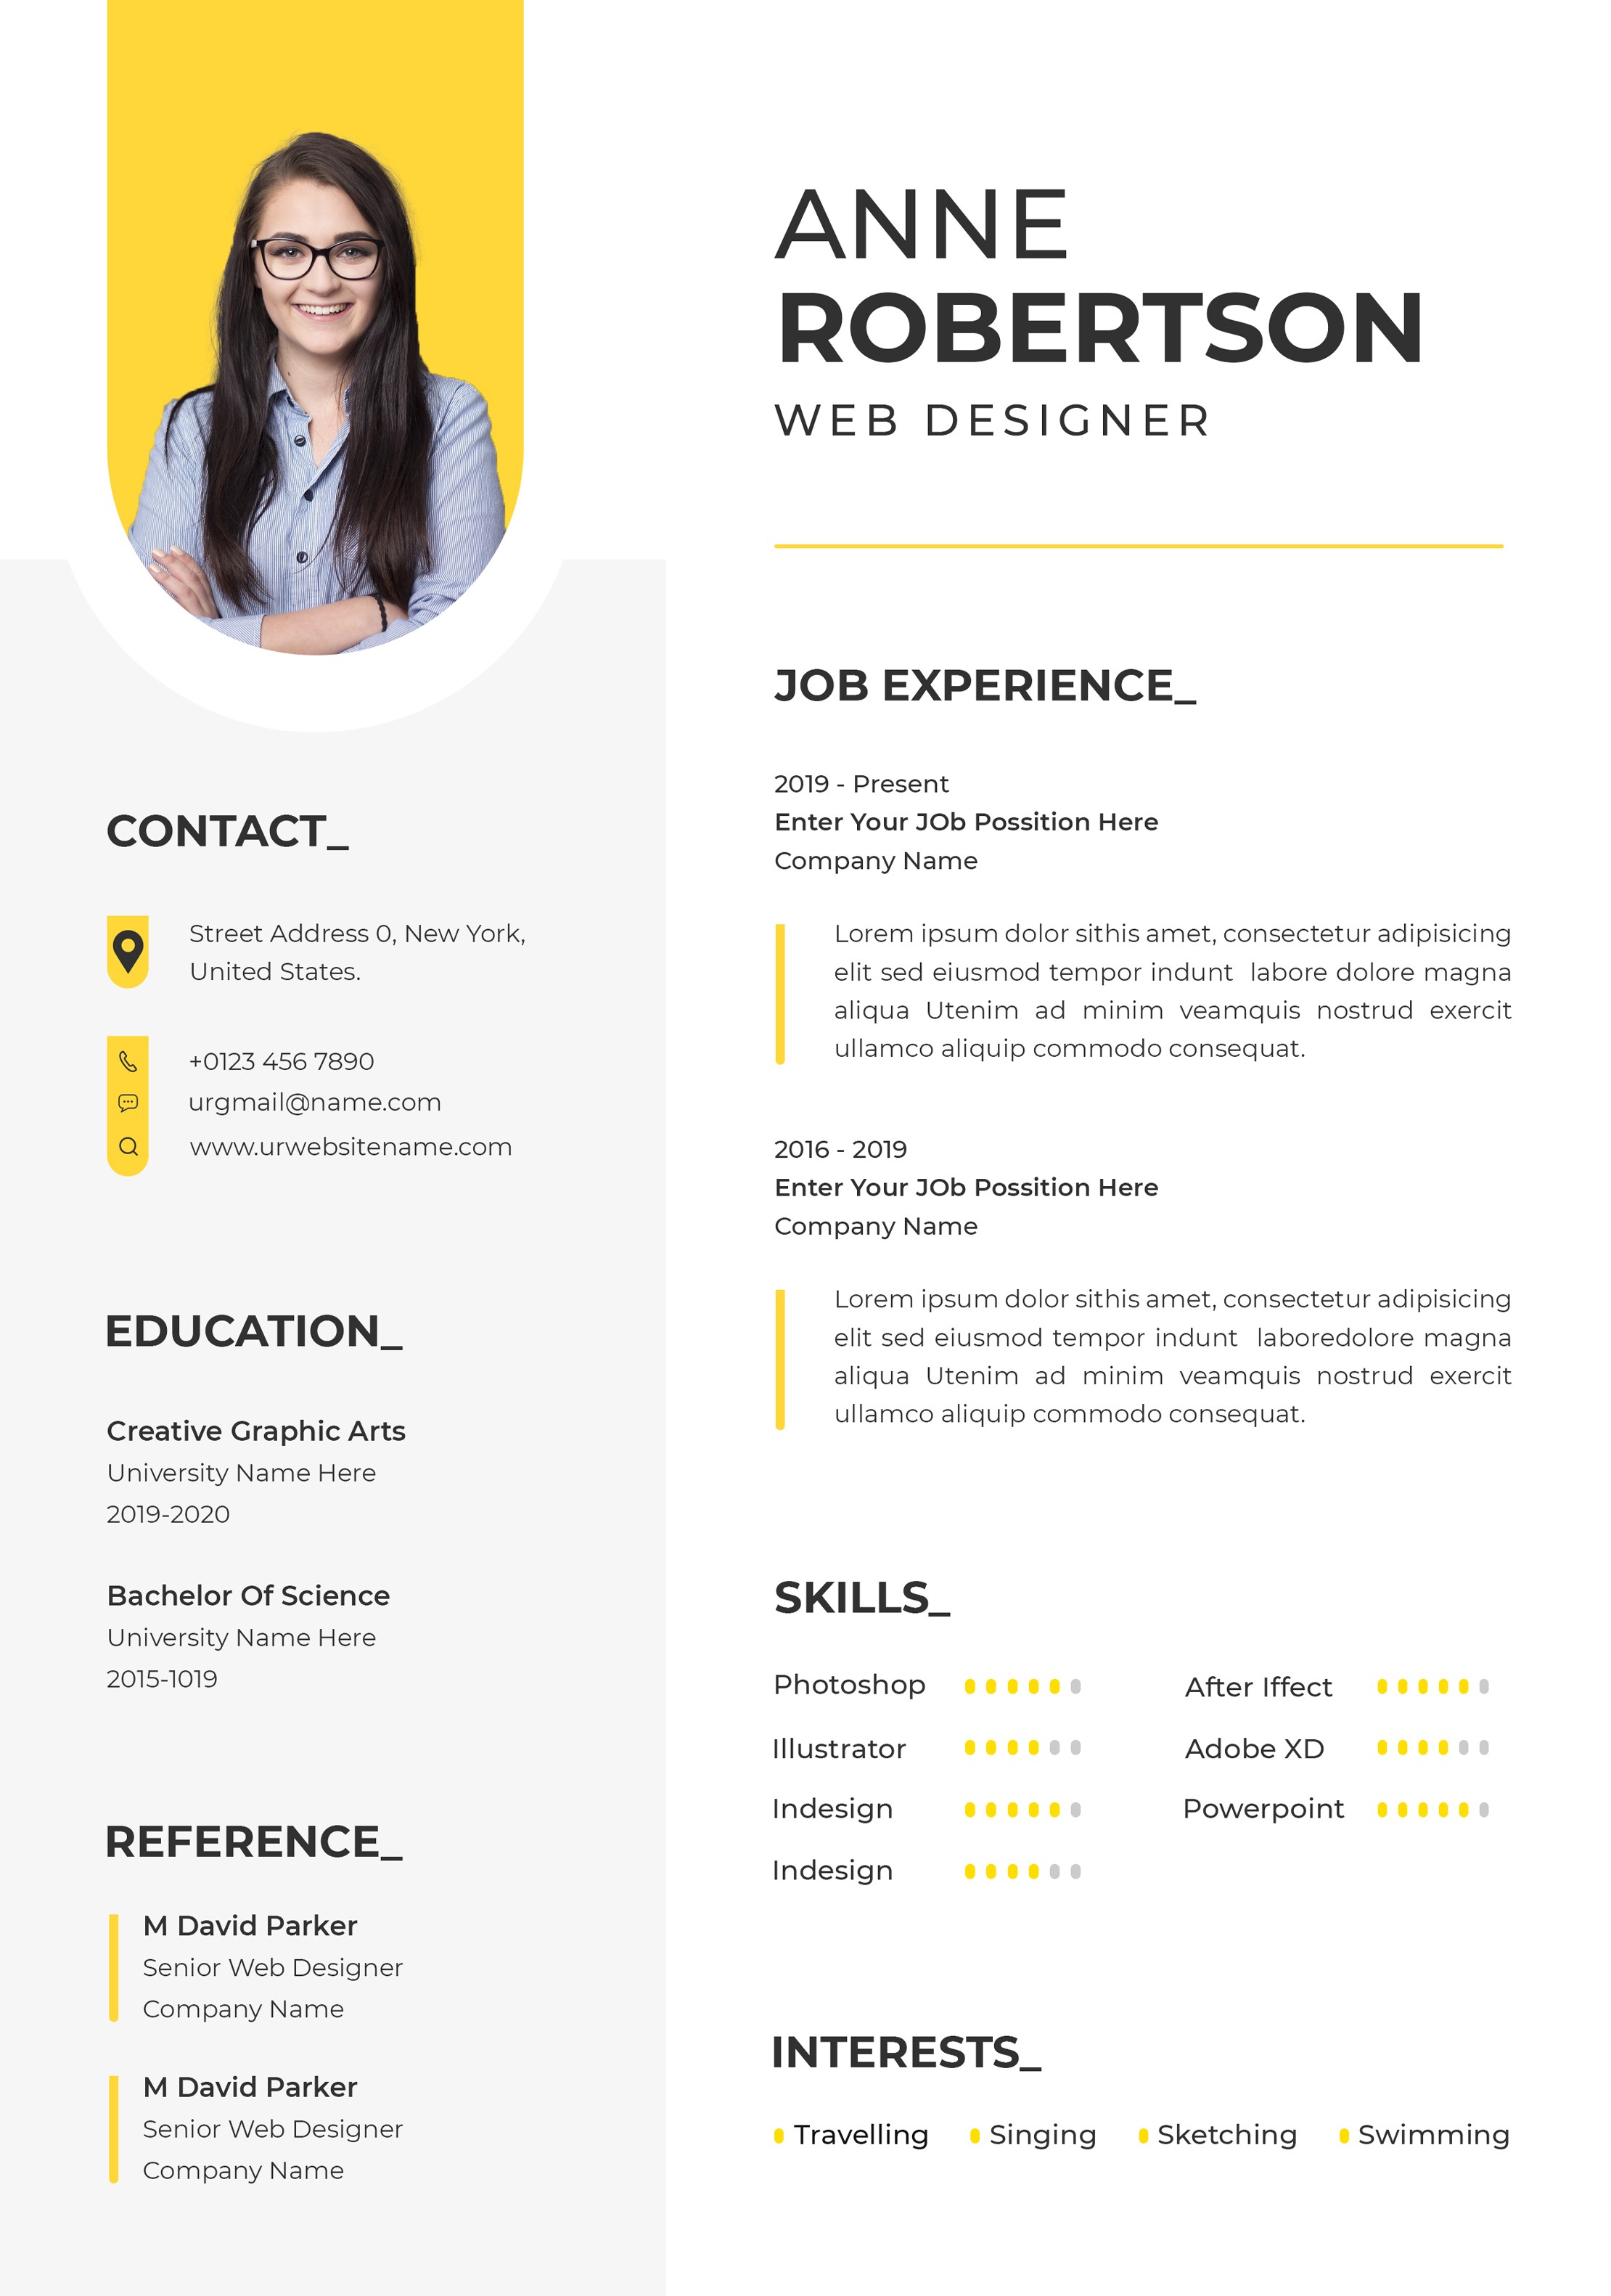 ANNE
ROBERTSON
WEB DESIGNER
CONTACT_
Street Address 0, New York,
United States.
+0123 456 7890
urgmail@name.com
www.urwebsitename.com
EDUCATION_
Creative Graphic Arts
University Name Here
2019-2020
Bachelor Of Science
University Name Here
2015-1019
REFERENCE_
M David Parker
Senior Web Designer
Company Name
M David Parker
Senior Web Designer
Company Name
JOB EXPERIENCE_
2019 - Present
Enter Your JOb Possition Here
Company Name
Lorem ipsum dolor sithis amet, consectetur adipisicing
elit sed eiusmod tempor indunt labore dolore magna
aliqua Utenim ad minim veamquis nostrud exercit
ullamco aliquip commodo consequat.
2016 - 2019
Enter Your JOb Possition Here
Company Name
Lorem ipsum dolor sithis amet, consectetur adipisicing
elit sed eiusmod tempor indunt laboredolore magna
aliqua Utenim ad minim veamquis nostrud exercit
ullamco aliquip commodo consequat.
SKILLS_
Photoshop
Illustrator
Indesign
Indesign
After Iffect
Adobe XD
Powerpoint
INTERESTS_
Travelling Singing Sketching Swimming